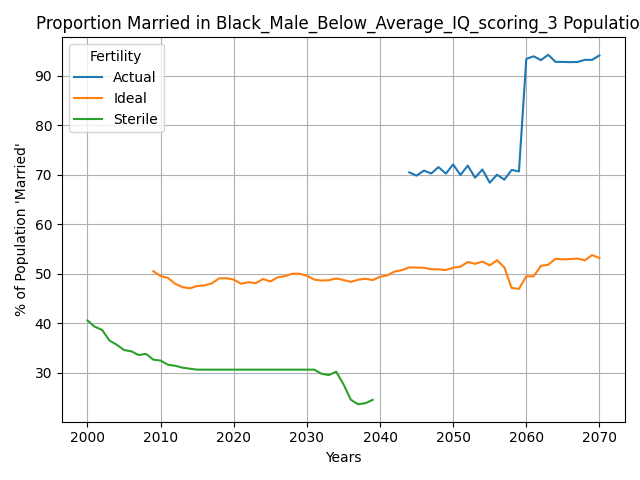 Proportion Married in Black_Male_Below_Average_IQ_scoring_3 Populatio
Fertility
Actual
Ideal
Sterile
% of Population 'Married'
90
80
70
60
50
40
30
2000 2010 2020 2030 2040 2050 2060 2070
Years